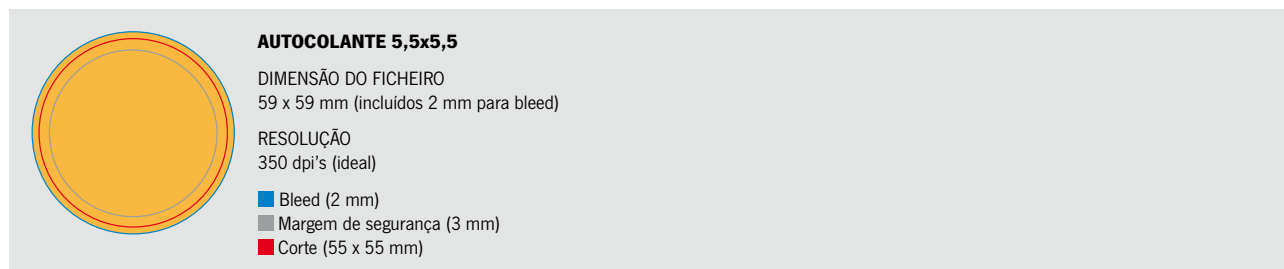 AUTOCOLANTE 5,5x5,5
DIMENSÃO DO FICHEIRO
59 x 59 mm (incluídos 2 mm para bleed)
RESOLUÇÃO
350 dpi's (ideal)
Bleed (2 mm)
Margem de segurança (3 mm)
Corte (55 x 55 mm)